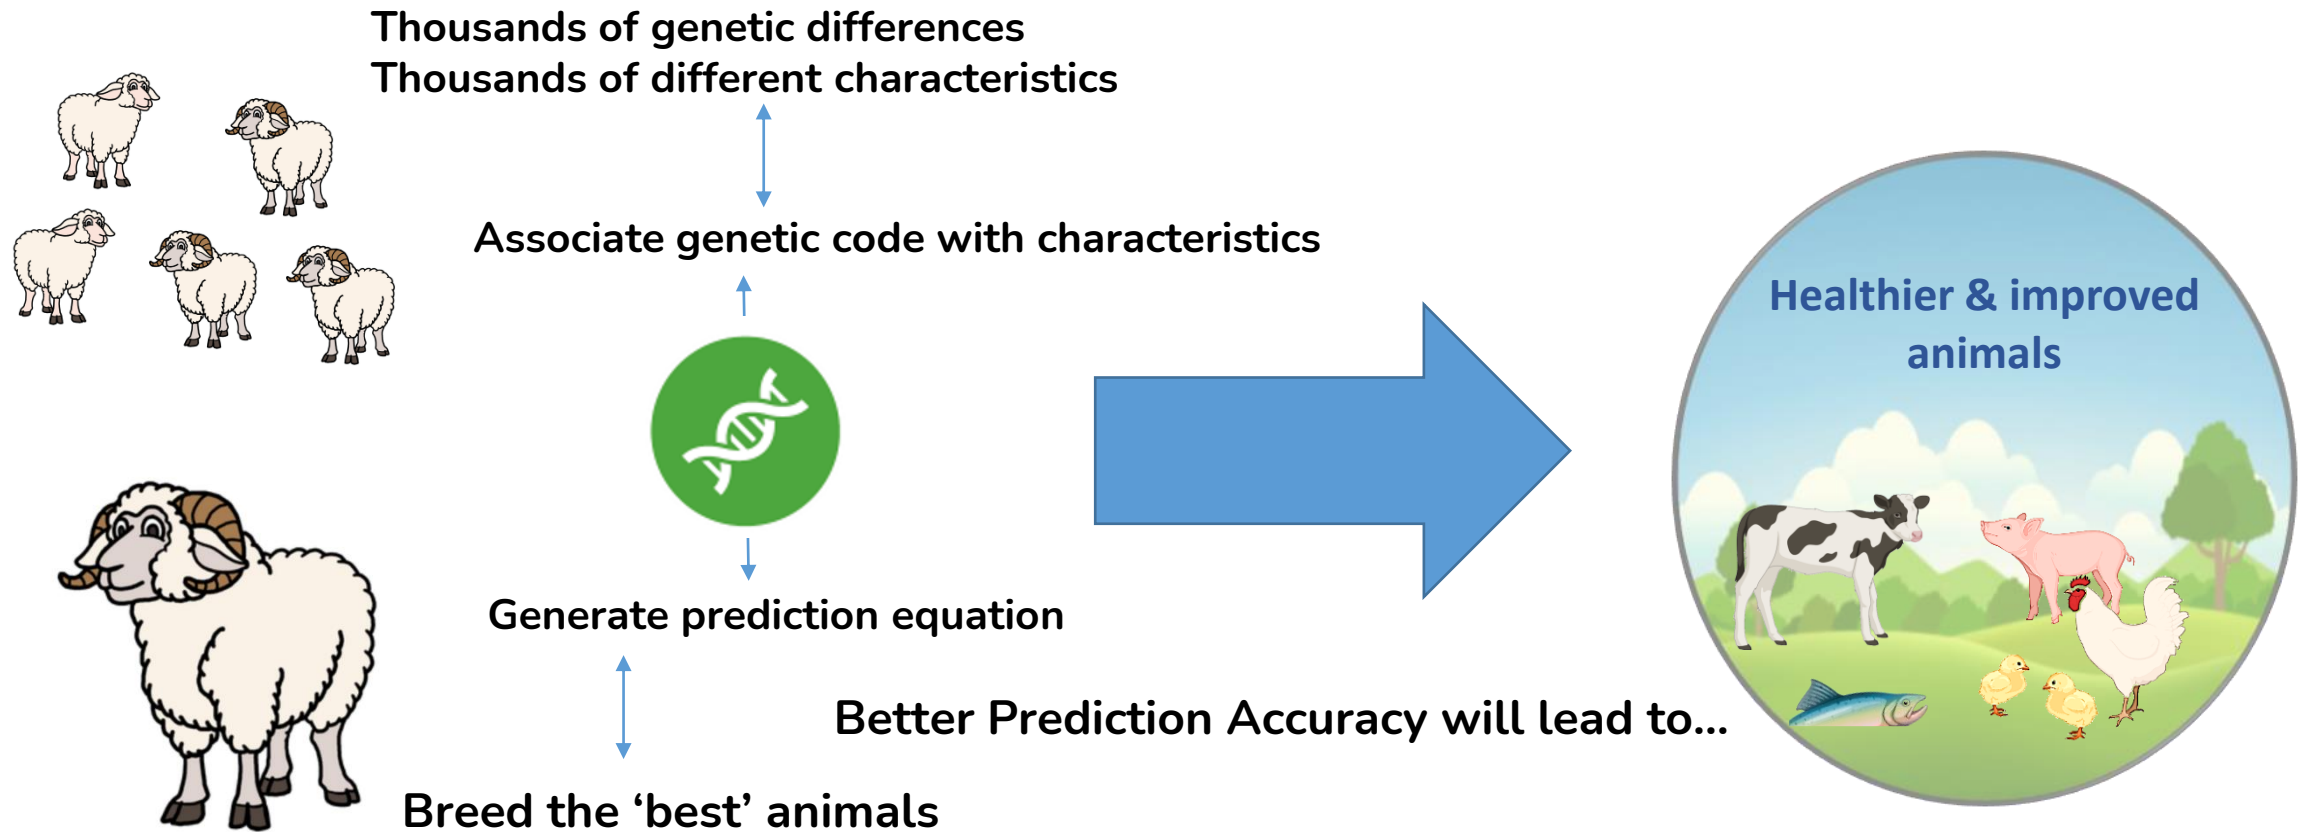 Thousands of genetic differences
Thousands of different characteristics
Associate genetic code with characteristics
Generate prediction equation
Better Prediction Accuracy will lead to...
Breed the ‘best’ animals
Healthier & improved
animals